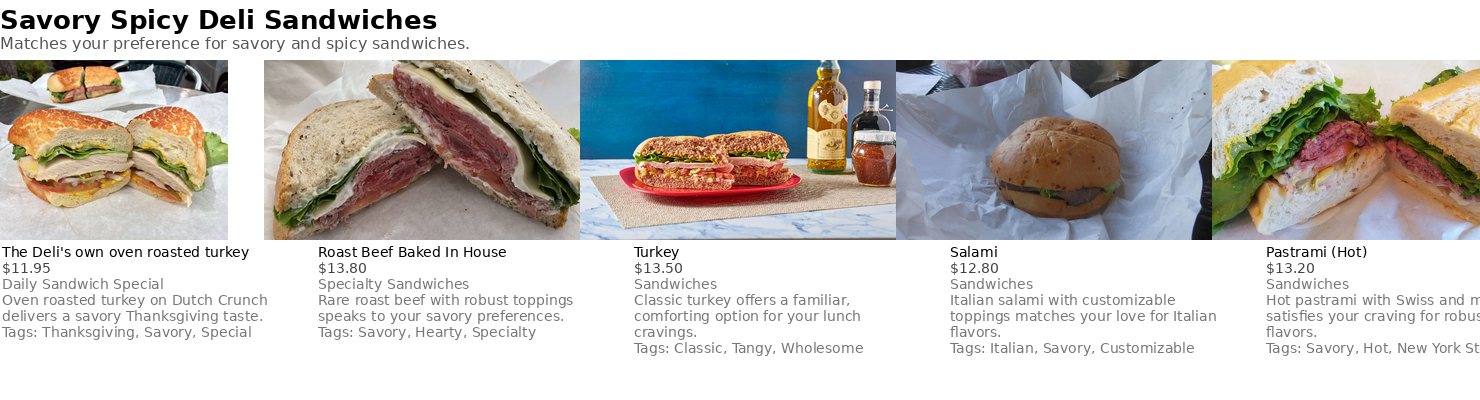 Savory Spicy Deli Sandwiches
Matches your preference for savory and spicy sandwiches.
The Deli's own oven roasted turkey
$11.95
Daily Sandwich Special
Oven roasted turkey on Dutch Crunch
delivers a savory Thanksgiving taste.
Tags: Thanksgiving, Savory, Special
Roast Beef Baked In House
$13.80
Specialty Sandwiches
Rare roast beef with robust toppings
speaks to your savory preferences.
Tags: Savory, Hearty, Specialty
Turkey
$13.50
Sandwiches
Classic turkey offers a familiar,
comforting option for your lunch
cravings.
Tags: Classic, Tangy, Wholesome
Salami
$12.80
Sandwiches
Italian salami with customizable
toppings matches your love for Italian
flavors.
Tags: Italian, Savory, Customizable
Pastrami (Hot)
$13.20
Sandwiches
Hot pastrami with Swiss and
satisfies your craving for
flavors.
Tags: Savory, Hot, New York